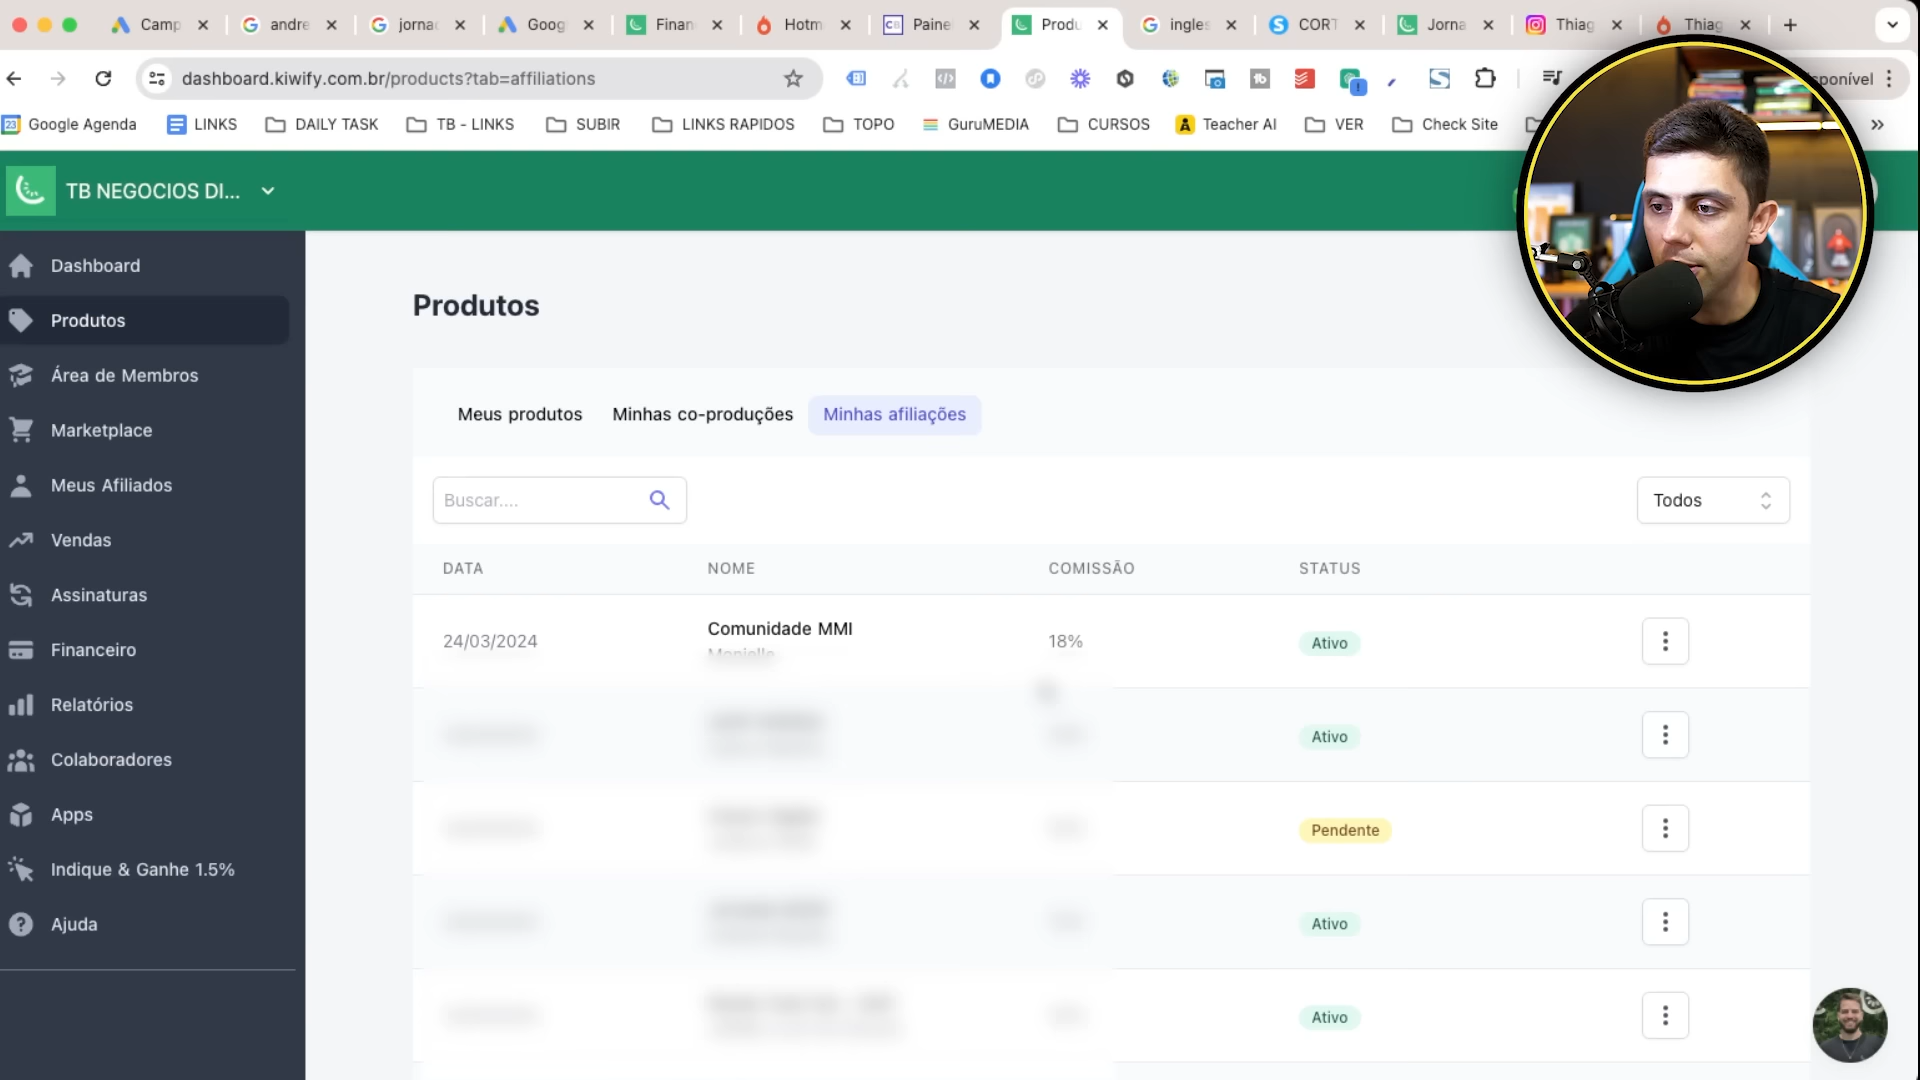 Camp
andre
jorna
Goog
Finan
Hotm
Paine
Produ
ingles
CORT
Jorna
Thiag
Thiag
dashboard.kiwify.com.br/products?tab=affiliations
Google Agenda
LINKS
DAILY TASK
TB - LINKS
SUBIR
LINKS RAPIDOS
TOPO
GuruMEDIA
CURSOS
Teacher AI
VER
Check Site
TB NEGOCIOS DI...
Dashboard
Produtos
Área de Membros
Marketplace
Meus Afiliados
Vendas
Assinaturas
Financeiro
Relatórios
Colaboradores
Apps
Indique & Ganhe 1.5%
Ajuda
Produtos
Meus produtos
Minhas co-produções
Minhas afiliações
Buscar....
Todos
DATA NOME COMISSÃO STATUS
24/03/2024 Comunidade MMI 18% Ativo
Ativo
Pendente
Ativo
Ativo